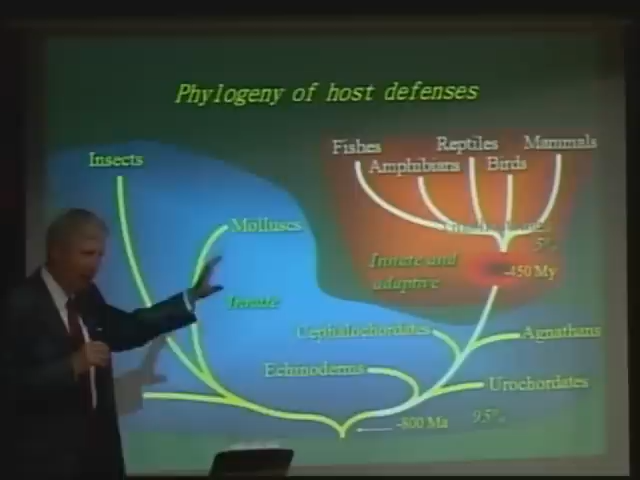 Phylogeny of host defenses
Fishes
Reptiles
Mammals
Amphibians
Birds
Insects
Molluscs
5%
Innate and
adaptive
-450 My
Innate
Cephalochordates
Agnathans
Echinoderms
Urochordates
-800 Ma
95%